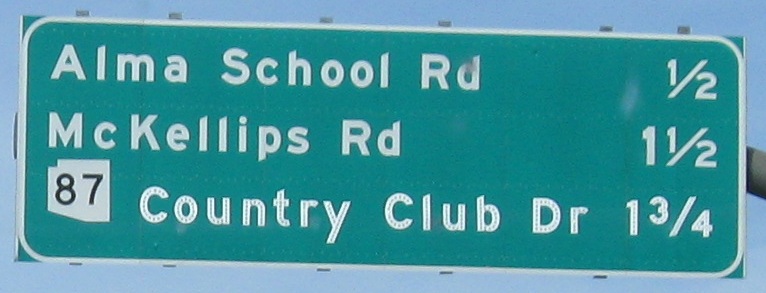 Alma School Rd ½
McKellips Rd 1½
87 Country Club Dr 1¾